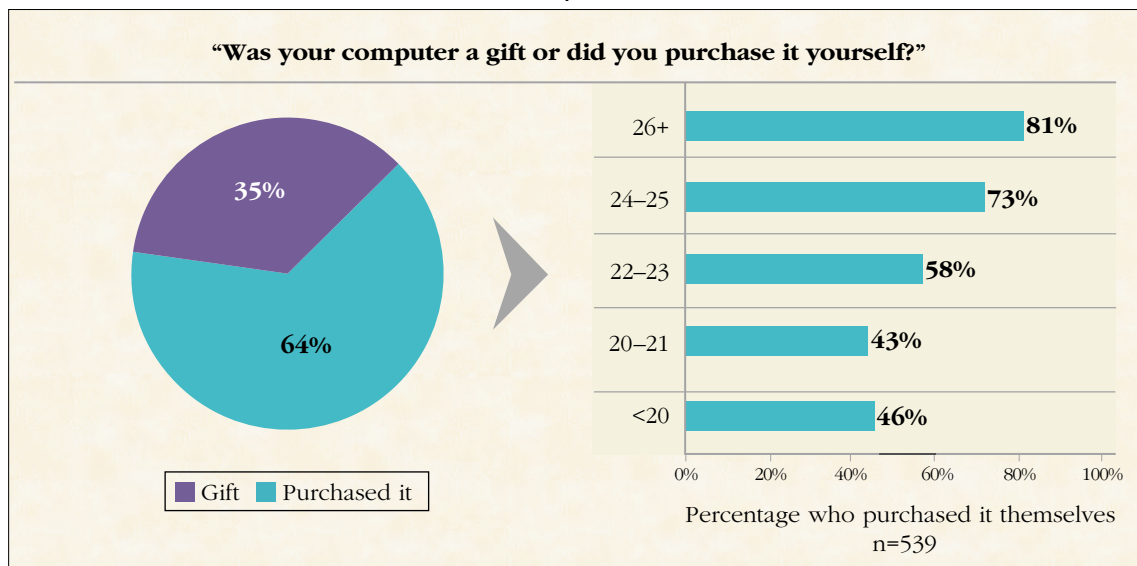 “Was your computer a gift or did you purchase it yourself?”
35%
64%
Gift Purchased it
26+ 81%
24–25 73%
22–23 58%
20–21 43%
<20 46%
0% 20% 40% 60% 80% 100%
Percentage who purchased it themselves
n=539